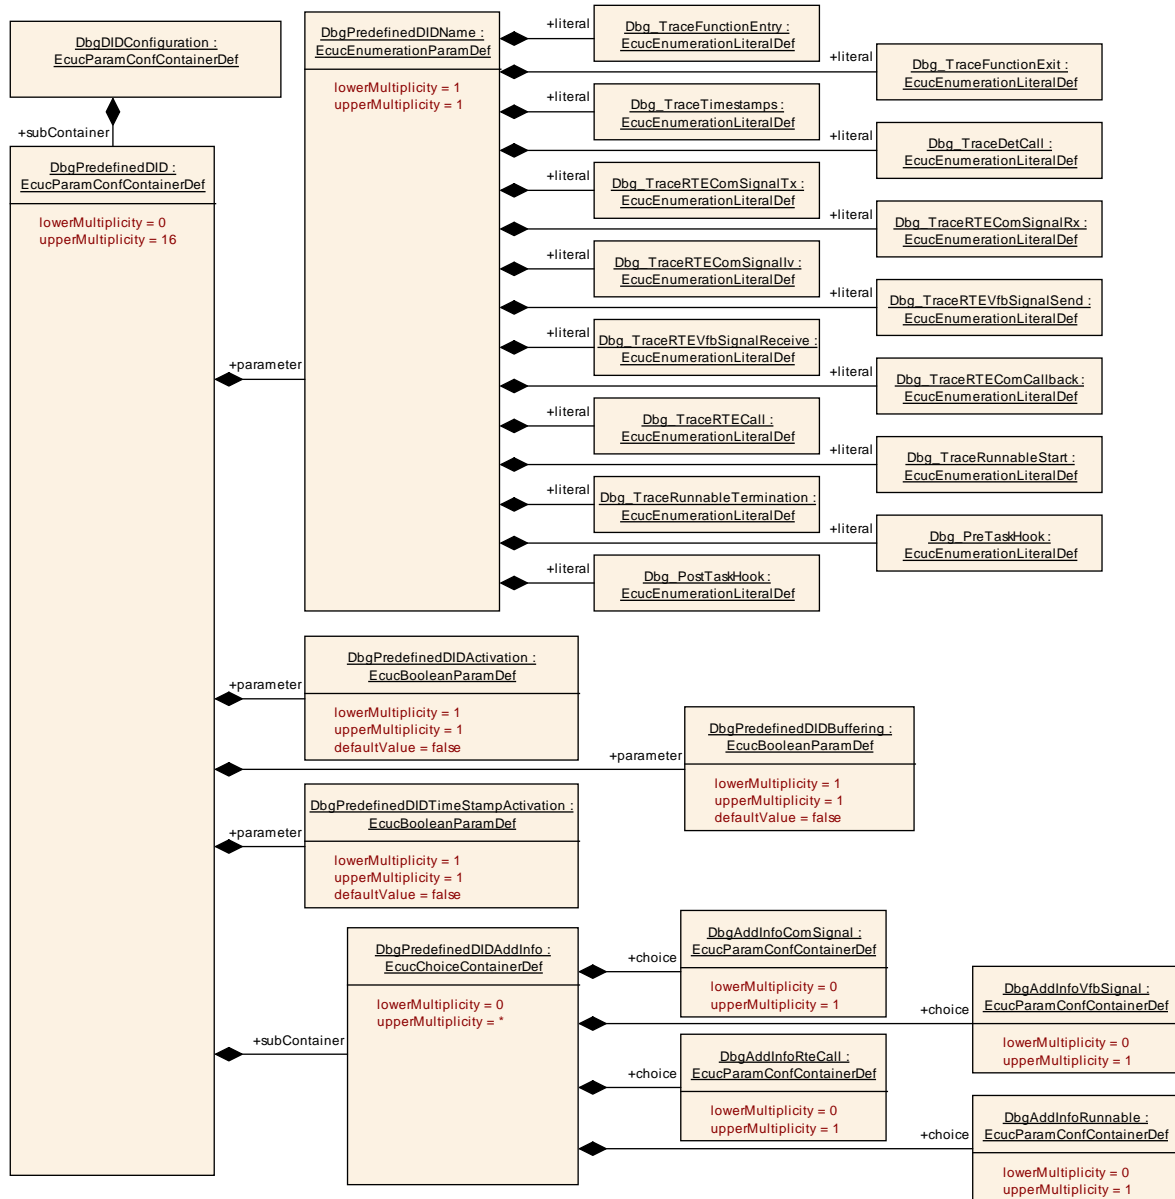 DbgDIDConfiguration :
EcucParamConfContainerDef
+subContainer
DbgPredefinedDID :
EcucParamConfContainerDef
lowerMultiplicity = 0
upperMultiplicity = 16
+parameter
DbgPredefinedDIDName :
EcucEnumerationParamDef
lowerMultiplicity = 1
upperMultiplicity = 1
+literal
Dbg_TraceFunctionEntry :
EcucEnumerationLiteralDef
+literal
Dbg_TraceFunctionExit :
EcucEnumerationLiteralDef
+literal
Dbg_TraceTimestamps :
EcucEnumerationLiteralDef
+literal
Dbg_TraceDetCall :
EcucEnumerationLiteralDef
+literal
Dbg_TraceRTEComSignalTx :
EcucEnumerationLiteralDef
+literal
Dbg_TraceRTEComSignalRx :
EcucEnumerationLiteralDef
+literal
Dbg_TraceRTEComSignalIv :
EcucEnumerationLiteralDef
+literal
Dbg_TraceRTEVfbSignalSend :
EcucEnumerationLiteralDef
+literal
Dbg_TraceRTEVfbSignalReceive :
EcucEnumerationLiteralDef
+literal
Dbg_TraceRTEComCallback :
EcucEnumerationLiteralDef
+literal
Dbg_TraceRTECall :
EcucEnumerationLiteralDef
+literal
Dbg_TraceRunnableStart :
EcucEnumerationLiteralDef
+literal
Dbg_TraceRunnableTermination :
EcucEnumerationLiteralDef
+literal
Dbg_PreTaskHook :
EcucEnumerationLiteralDef
+literal
Dbg_PostTaskHook :
EcucEnumerationLiteralDef
+parameter
DbgPredefinedDIDActivation :
EcucBooleanParamDef
lowerMultiplicity = 1
upperMultiplicity = 1
defaultValue = false
+parameter
DbgPredefinedDIDBuffering :
EcucBooleanParamDef
lowerMultiplicity = 1
upperMultiplicity = 1
defaultValue = false
+parameter
DbgPredefinedDIDTimeStampActivation :
EcucBooleanParamDef
lowerMultiplicity = 1
upperMultiplicity = 1
defaultValue = false
+subContainer
DbgPredefinedDIDAddInfo :
EcucChoiceContainerDef
lowerMultiplicity = 0
upperMultiplicity = *
+choice
DbgAddInfoComSignal :
EcucParamConfContainerDef
lowerMultiplicity = 0
upperMultiplicity = 1
+choice
DbgAddInfoVfbSignal :
EcucParamConfContainerDef
lowerMultiplicity = 0
upperMultiplicity = 1
+choice
DbgAddInfoRteCall :
EcucParamConfContainerDef
lowerMultiplicity = 0
upperMultiplicity = 1
+choice
DbgAddInfoRunnable :
EcucParamConfContainerDef
lowerMultiplicity = 0
upperMultiplicity = 1